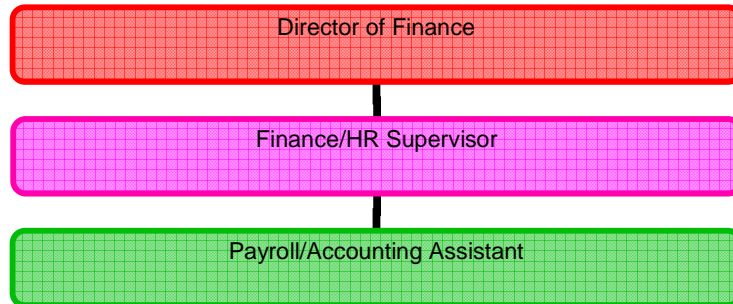 Director of Finance
Finance/HR Supervisor
Payroll/Accounting Assistant